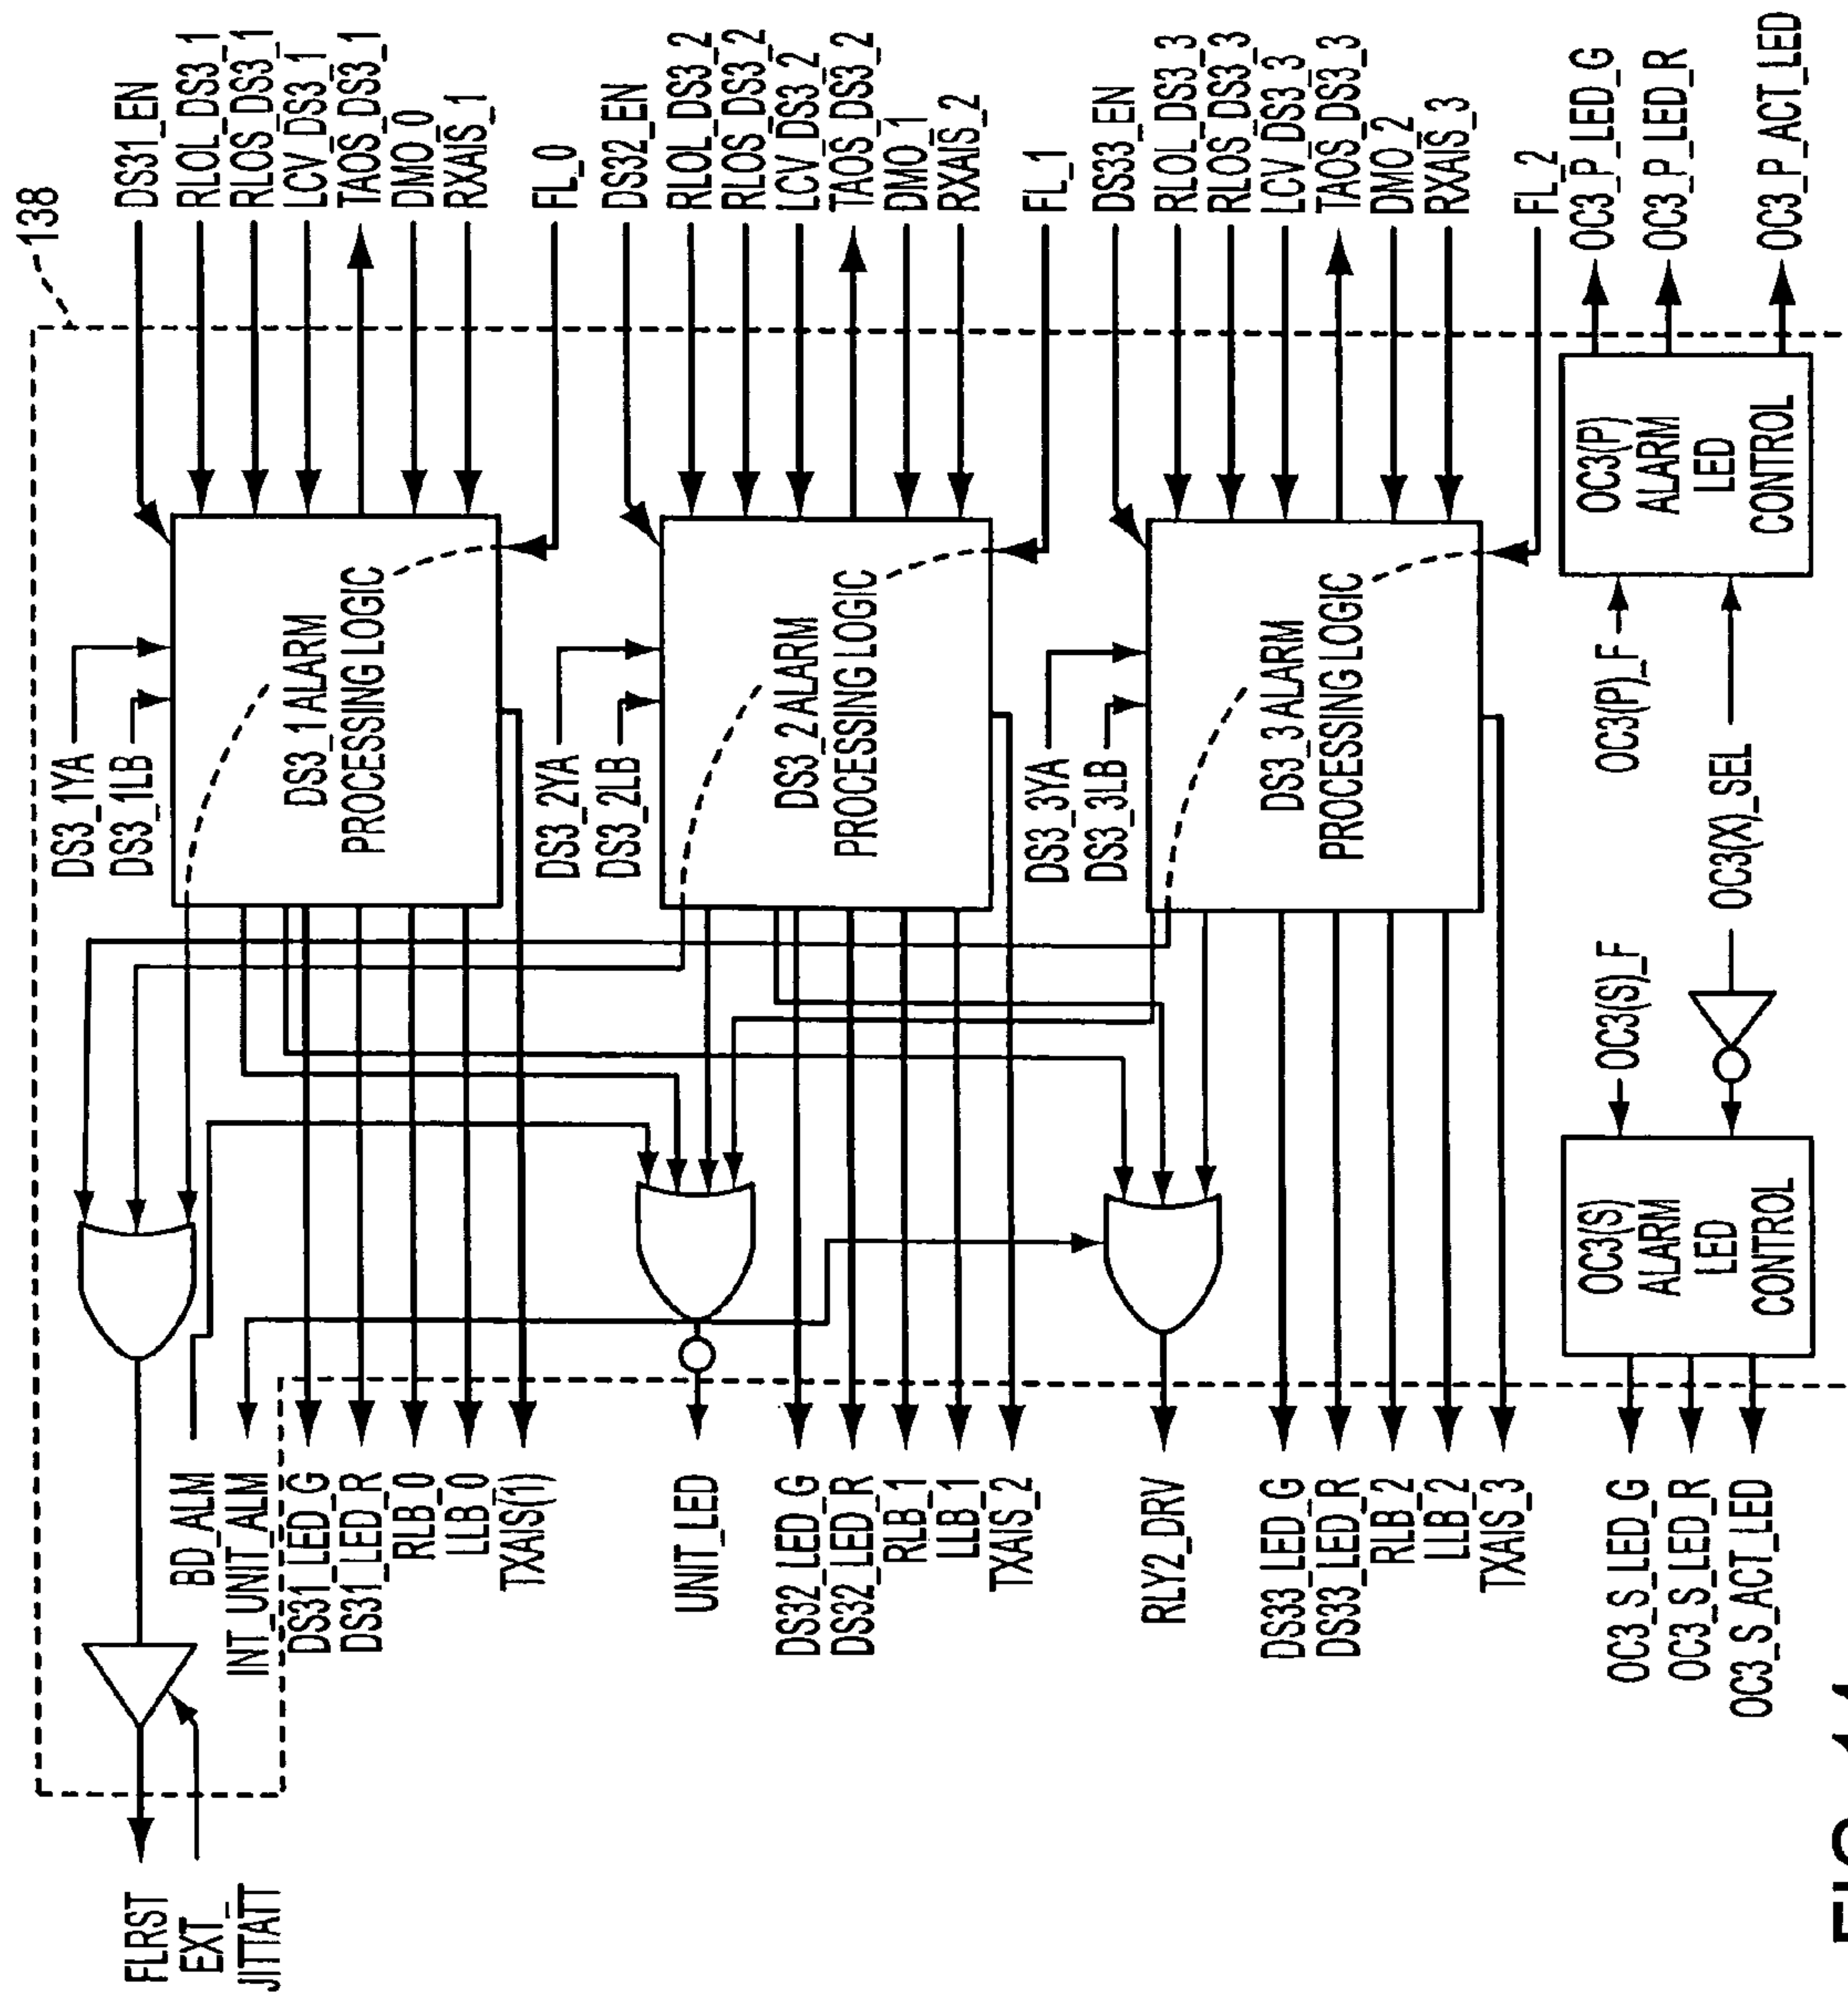 138
DS31_EN
RLOL_DS3_1
RLOS_DS3_1
LCV_DS3_1
TAOS_DS3_1
DMO_0
RXAIS_1
FL_0
DS32_EN
RLOL_DS3_2
RLOS_DS3_2
LCV_DS3_2
TAOS_DS3_2
DMO_1
RXAIS_2
FL_1
DS33_EN
RLOL_DS3_3
RLOS_DS3_3
LCV_DS3_3
TAOS_DS3_3
DMO_2
RXAIS_3
FL_2
OC3_P_LED_G
OC3_P_LED_R
OC3_P_ACT_LED
DS3_1YA
DS3_1LB
DS3_1 ALARM
PROCESSING LOGIC
DS3_2YA
DS3_2LB
DS3_2 ALARM
PROCESSING LOGIC
DS3_3YA
DS3_3LB
DS3_3 ALARM
PROCESSING LOGIC
OC3(P)
ALARM
LED
CONTROL
OC3(P)_F
OC3(X)_SEL
OC3(S)_F
OC3(S)
ALARM
LED
CONTROL
FLRST
EXT_
JITTATT
BD_ALM
INT_UNIT_ALM
DS31_LED_G
DS31_LED_R
RLB_0
LLB_0
TXAIS(1)
UNIT_LED
DS32_LED_G
DS32_LED_R
RLB_1
LLB_1
TXAIS_2
RLY2_DRV
DS33_LED_G
DS33_LED_R
RLB_2
LLB_2
TXAIS_3
OC3_S_LED_G
OC3_S_LED_R
OC3_S_ACT_LED